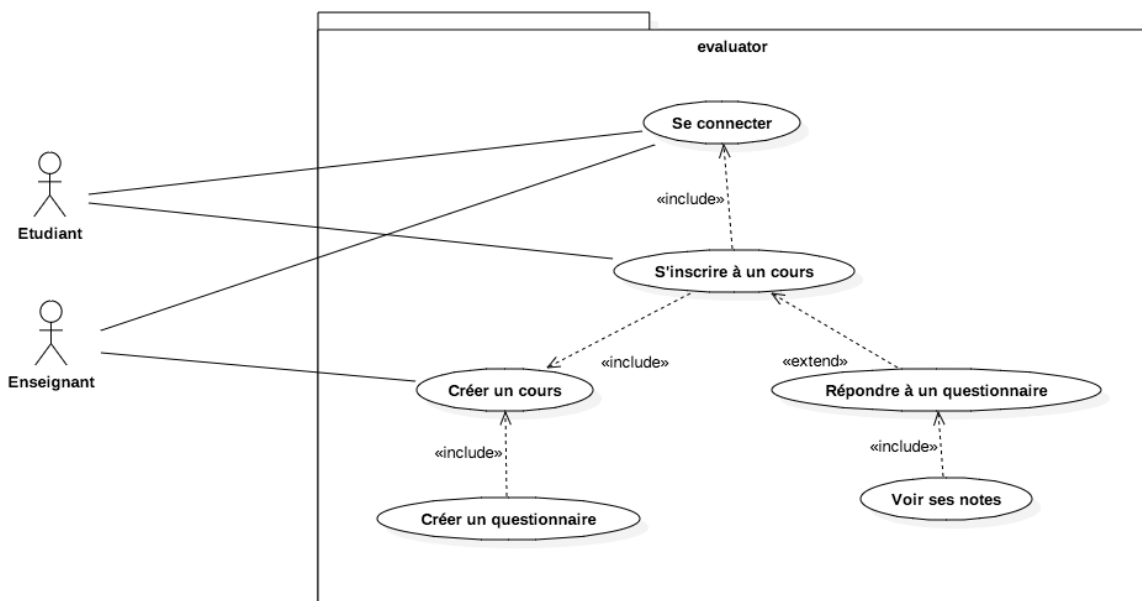 evaluator
Se connecter
«include»
Etudiant
S'inscrire à un cours
«include»
«extend»
Enseignant
Créer un cours
Répondre à un questionnaire
«include»
«include»
Voir ses notes
Créer un questionnaire